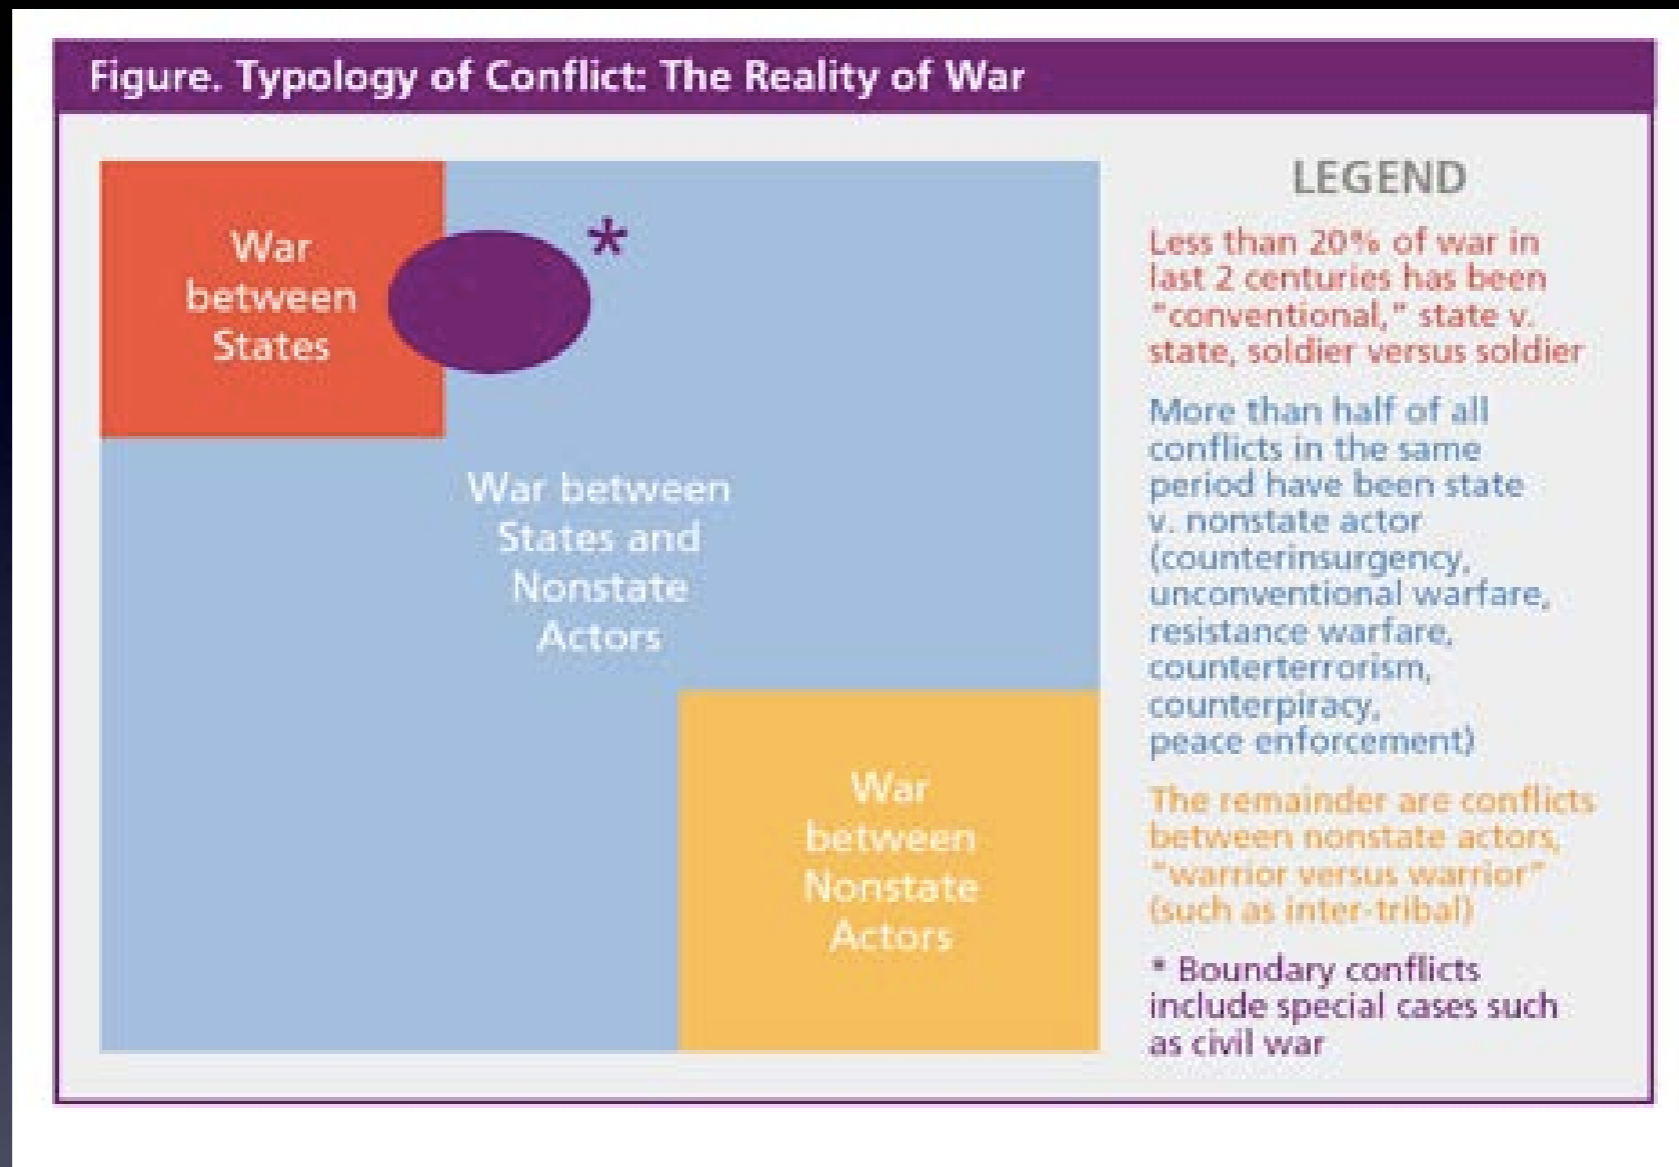 Figure. Typology of Conflict: The Reality of War
War
between
States
*
War between
States and
Nonstate
Actors
War
between
Nonstate
Actors
LEGEND
Less than 20% of war in
last 2 centuries has been
"conventional," state v.
state, soldier versus soldier
More than half of all
conflicts in the same
period have been state
v. nonstate actor
(counterinsurgency,
unconventional warfare,
resistance warfare,
counterterrorism,
counterpiracy,
peace enforcement)
The remainder are conflicts
between nonstate actors,
"warrior versus warrior"
(such as inter-tribal)
* Boundary conflicts
include special cases such
as civil war